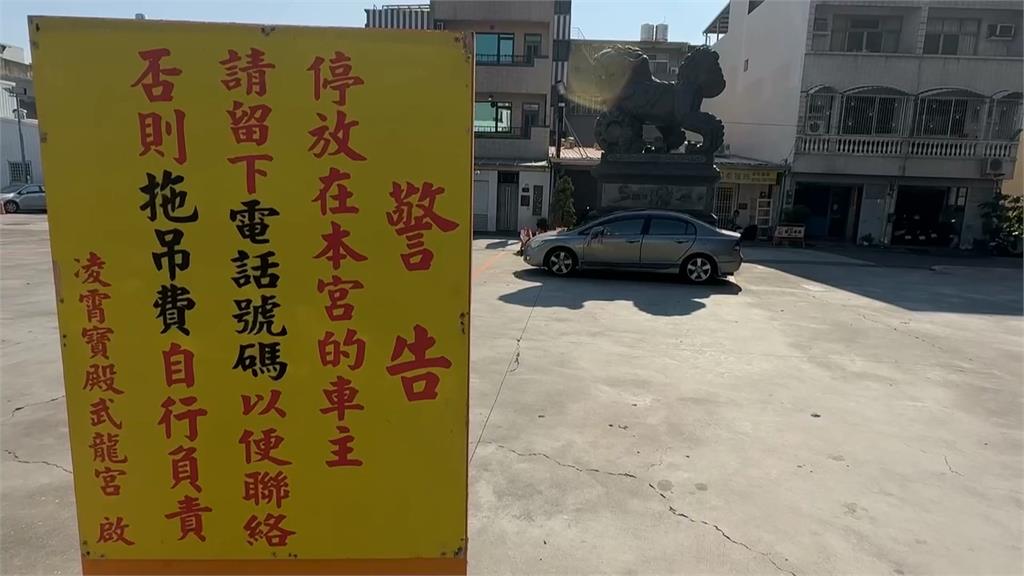 警告
停放在本宮的車主
請留下電話號碼以便聯絡
否則拖吊費自行負責
凌霄寶殿武龍宮 啟